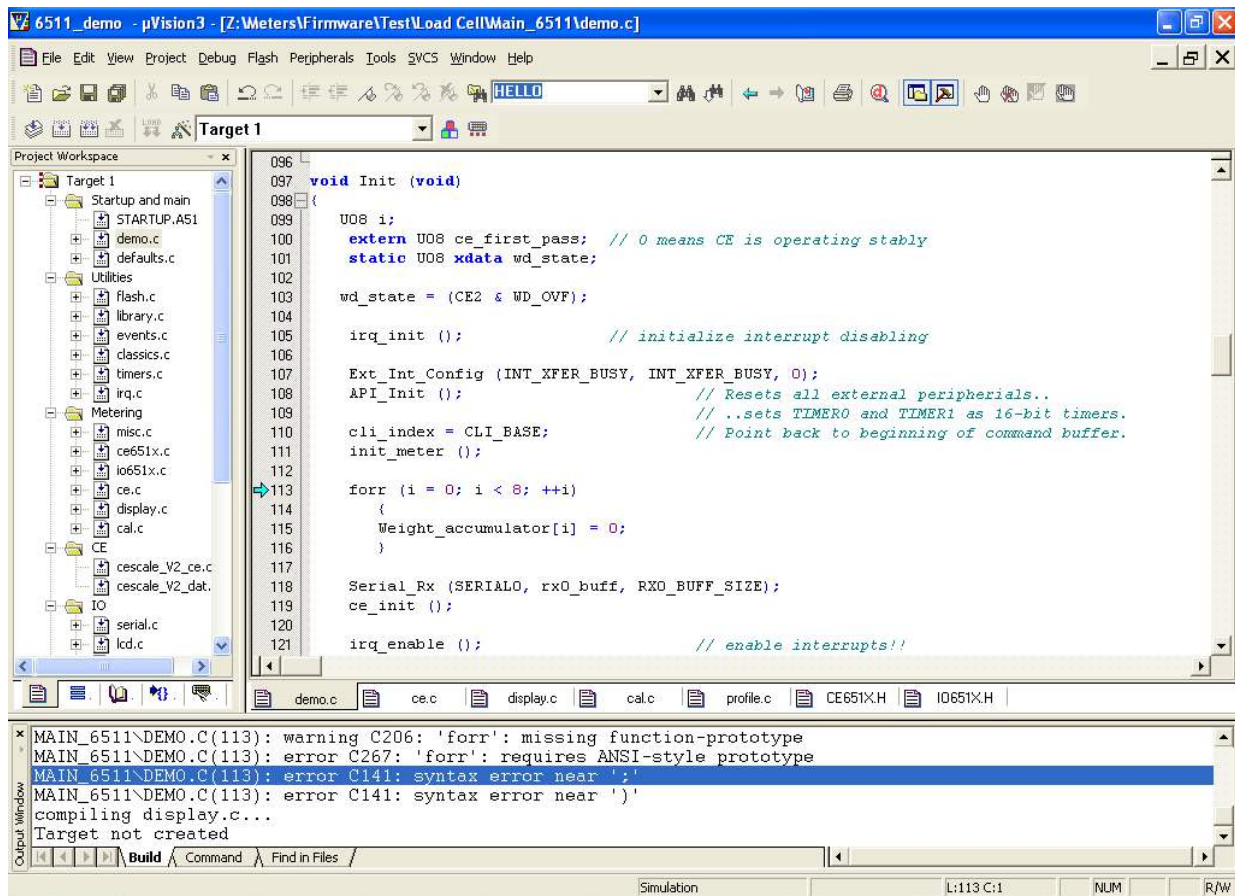 6511_demo - µVision3 - [Z:\Meters\Firmware\Test\Load Cell\Main_6511\demo.c]
File Edit View Project Debug Flash Peripherals Tools SVCS Window Help
HELLO
LOAD Target 1
Project Workspace
Target 1
Startup and main
STARTUP.A51
demo.c
defaults.c
Utilities
flash.c
library.c
events.c
classics.c
timers.c
irq.c
Metering
misc.c
ce651x.c
io651x.c
ce.c
display.c
cal.c
CE
cescale_V2_ce.c
cescale_V2_dat.
IO
serial.c
lcd.c
096
097 void Init (void)
098 {
099 U08 i;
100 extern U08 ce_first_pass; // 0 means CE is operating stably
101 static U08 xdata wd_state;
102
103 wd_state = (CE2 & WD_OVF);
104
105 irq_init (); // initialize interrupt disabling
106
107 Ext_Int_Config (INT_XFER_BUSY, INT_XFER_BUSY, 0);
108 API_Init (); // Resets all external peripherials..
109 // ..sets TIMER0 and TIMER1 as 16-bit timers.
110 cli_index = CLI_BASE; // Point back to beginning of command buffer.
111 init_meter ();
112
113 forr (i = 0; i < 8; ++i)
114 {
115 Weight_accumulator[i] = 0;
116 }
117
118 Serial_Rx (SERIAL0, rx0_buff, RX0_BUFF_SIZE);
119 ce_init ();
120
121 irq_enable (); // enable interrupts!!
demo.c ce.c display.c cal.c profile.c CE651X.H IO651X.H
MAIN_6511\DEMO.C(113): warning C206: 'forr': missing function-prototype
MAIN_6511\DEMO.C(113): error C267: 'forr': requires ANSI-style prototype
MAIN_6511\DEMO.C(113): error C141: syntax error near ';'
MAIN_6511\DEMO.C(113): error C141: syntax error near ')'
compiling display.c...
Target not created
Output Window
Build Command Find in Files
Simulation L:113 C:1 NUM R/W